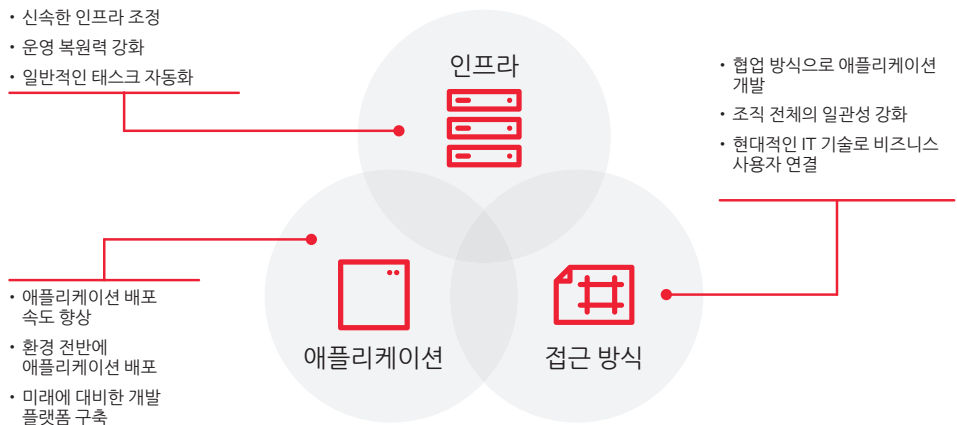 • 신속한 인프라 조정
• 운영 복원력 강화
• 일반적인 태스크 자동화
인프라
• 협업 방식으로 애플리케이션
개발
• 조직 전체의 일관성 강화
• 현대적인 IT 기술로 비즈니스
사용자 연결
• 애플리케이션 배포
속도 향상
• 환경 전반에
애플리케이션 배포
• 미래에 대비한 개발
플랫폼 구축
애플리케이션
접근 방식